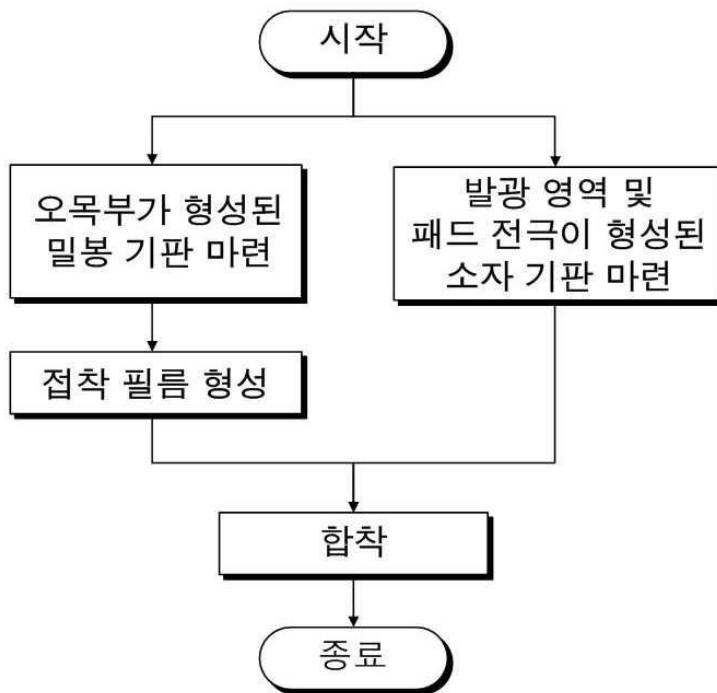 시작
오목부가 형성된
밀봉 기판 마련
발광 영역 및
패드 전극이 형성된
소자 기판 마련
접착 필름 형성
합착
종료